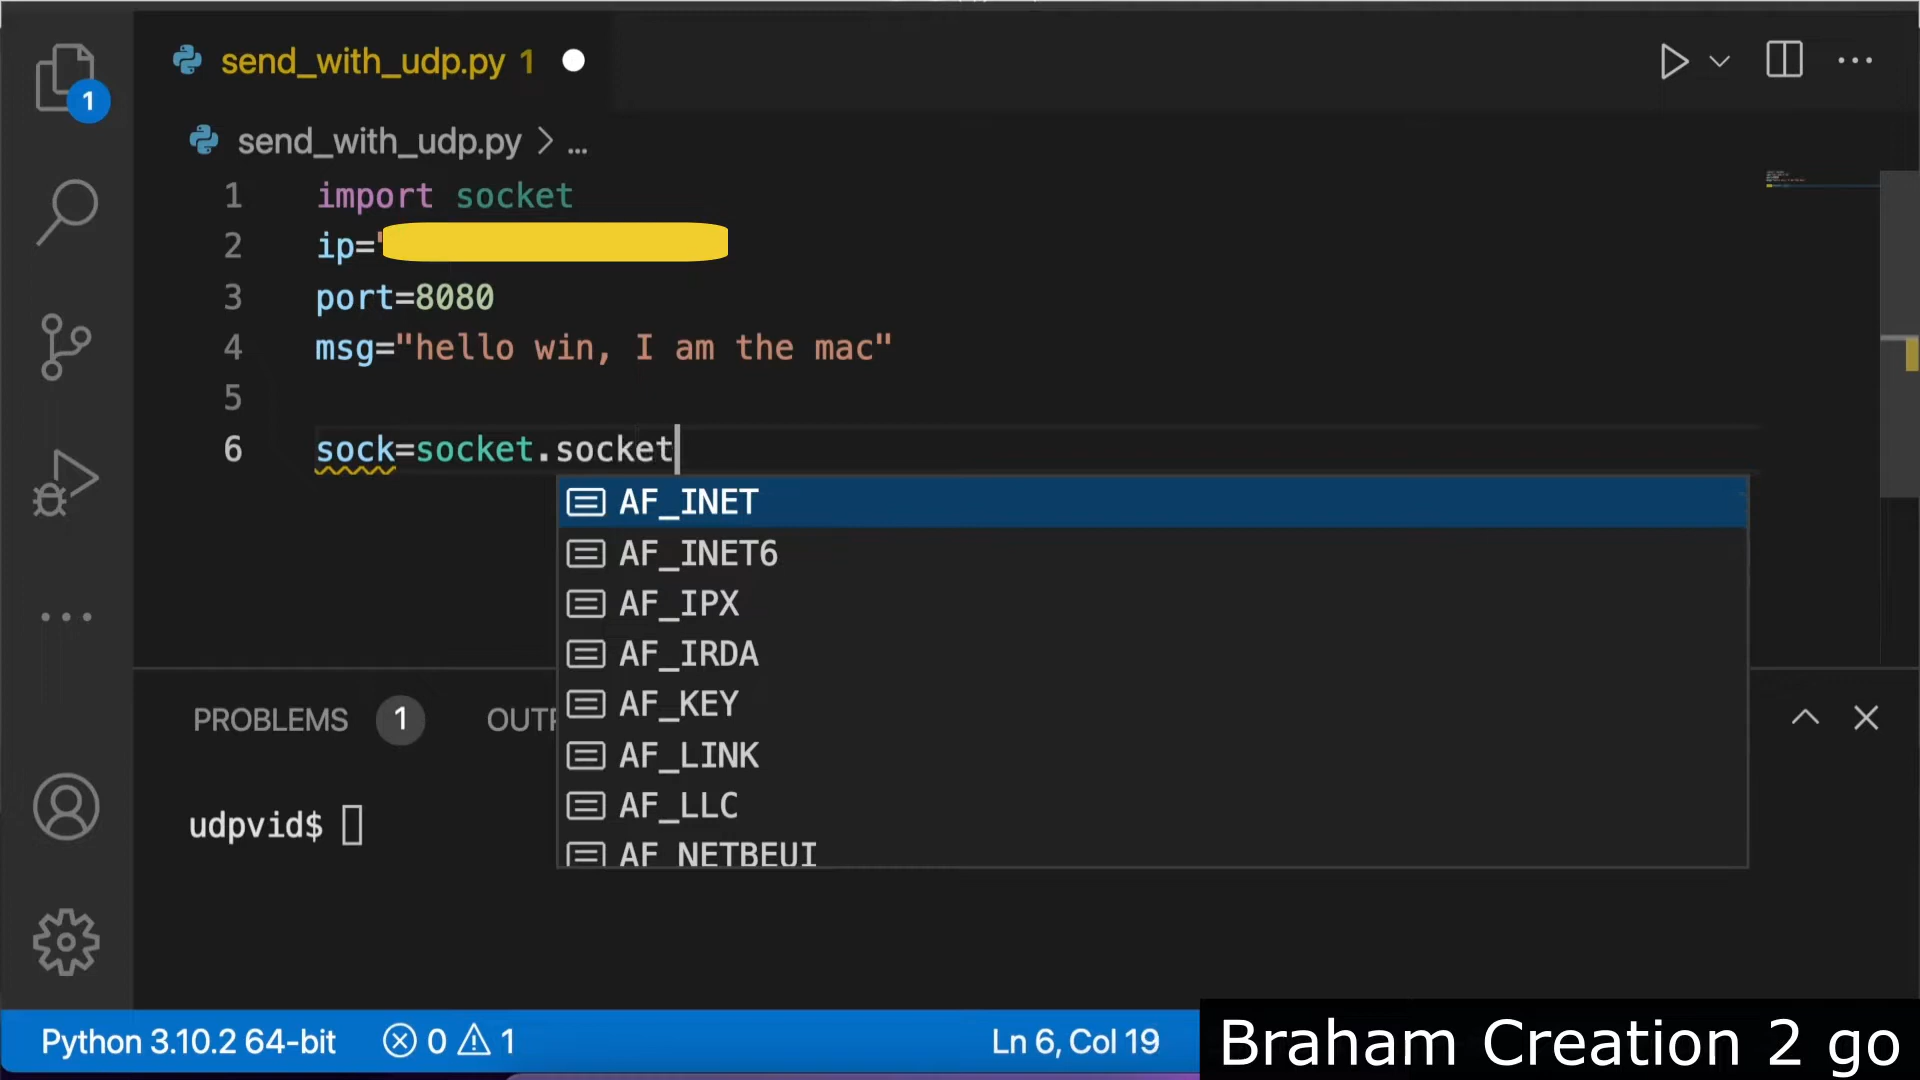 send_with_udp.py 1
1
send_with_udp.py > ...
1 import socket
2 ip="
3 port=8080
4 msg="hello win, I am the mac"
5
6 sock=socket.socket
AF_INET
AF_INET6
AF_IPX
AF_IRDA
AF_KEY
AF_LINK
AF_LLC
AF_NETBEUI
PROBLEMS 1 OUTP
udpvid$
Python 3.10.2 64-bit 0 1 Ln 6, Col 19
Braham Creation 2 go